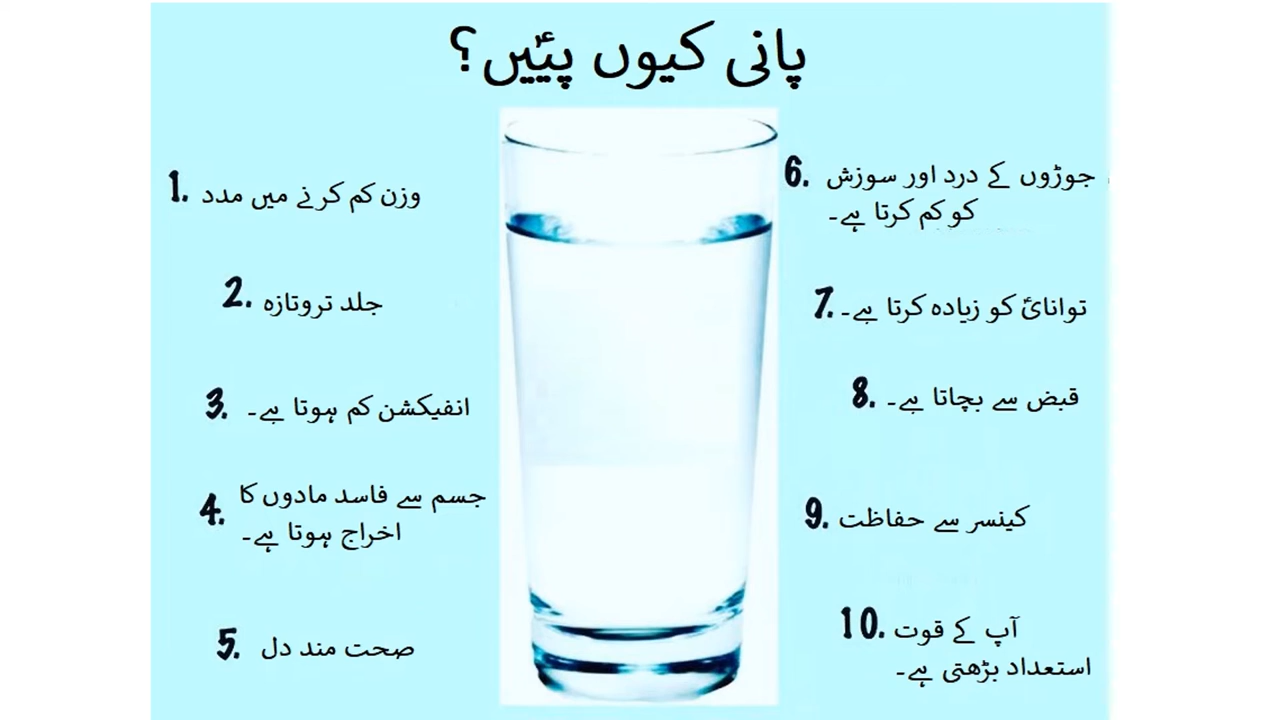 پانی کیوں پیئیں؟
1. وزن کم کرنے میں مدد
2. جلد تروتازہ
3. انفیکشن کم ہوتا ہے۔
4. جسم سے فاسد مادوں کا
اخراج ہوتا ہے۔
5. صحت مند دل
6. جوڑوں کے درد اور سوزش
کو کم کرتا ہے۔
7. توانائ کو زیادہ کرتا ہے۔
8. قبض سے بچاتا ہے۔
9. کینسر سے حفاظت
10. آپ کے قوت
استعداد بڑھتی ہے۔